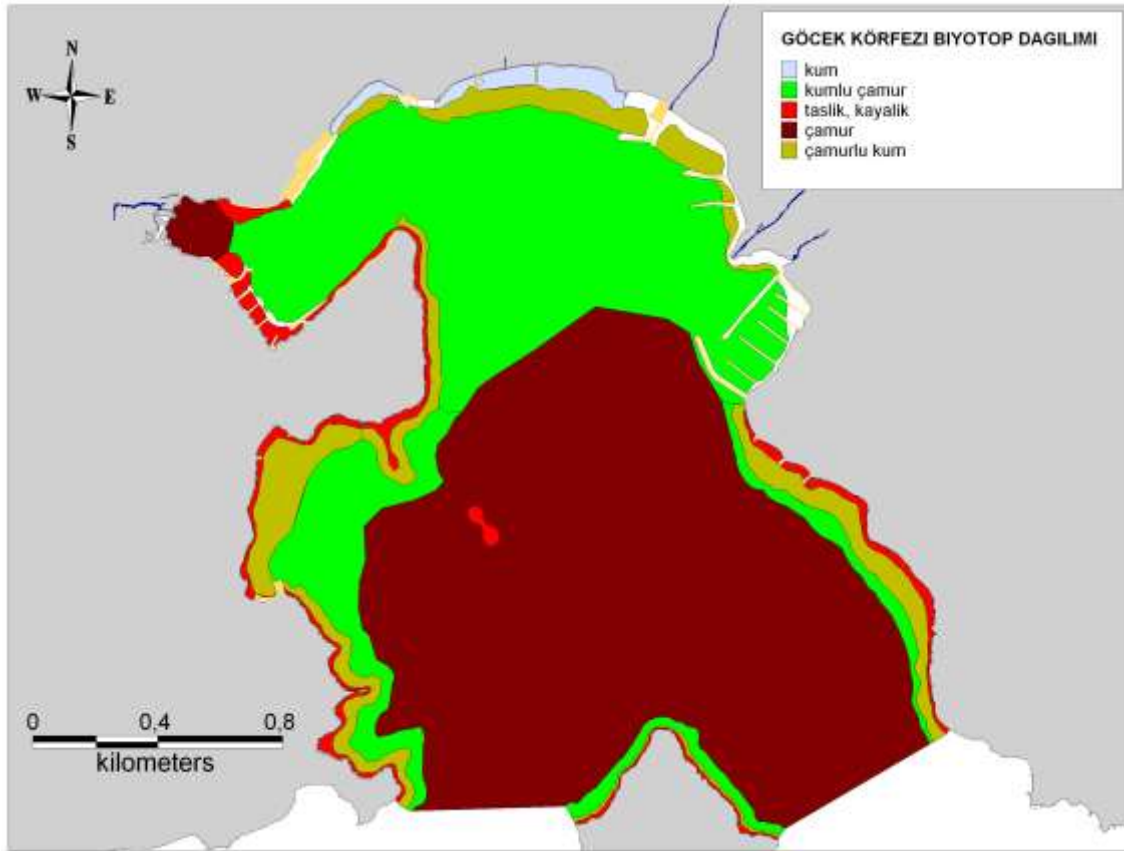 GÖCEK KÖRFEZI BIYOTOP DAGILIMI
kum
kumlu çamur
taslik, kayalik
çamur
çamurlu kum
N
W E
S
0 0,4 0,8
kilometers